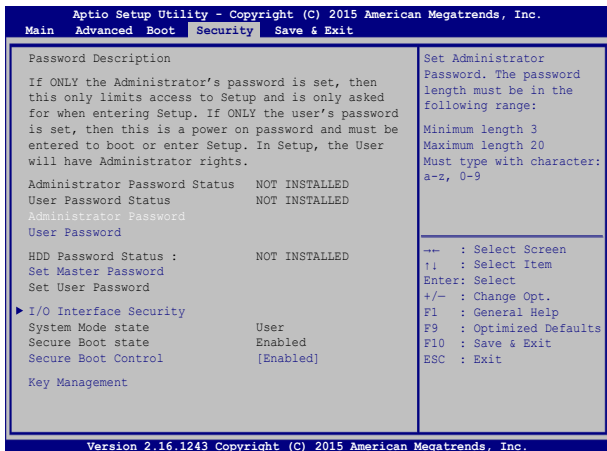 Aptio Setup Utility - Copyright (C) 2015 American Megatrends, Inc.
Main Advanced Boot Security Save & Exit
Password Description
If ONLY the Administrator's password is set, then
this only limits access to Setup and is only asked
for when entering Setup. If ONLY the user's password
is set, then this is a power on password and must be
entered to boot or enter Setup. In Setup, the User
will have Administrator rights.
Administrator Password Status NOT INSTALLED
User Password Status NOT INSTALLED
Administrator Password
User Password
HDD Password Status : NOT INSTALLED
Set Master Password
Set User Password
I/O Interface Security
System Mode state User
Secure Boot state Enabled
Secure Boot Control [Enabled]
Key Management
Set Administrator
Password. The password
length must be in the
following range:
Minimum length 3
Maximum length 20
Must type with character:
a-z, 0-9
→← : Select Screen
↑↓ : Select Item
Enter: Select
+/— : Change Opt.
F1 : General Help
F9 : Optimized Defaults
F10 : Save & Exit
ESC : Exit
Version 2.16.1243 Copyright (C) 2015 American Megatrends, Inc.